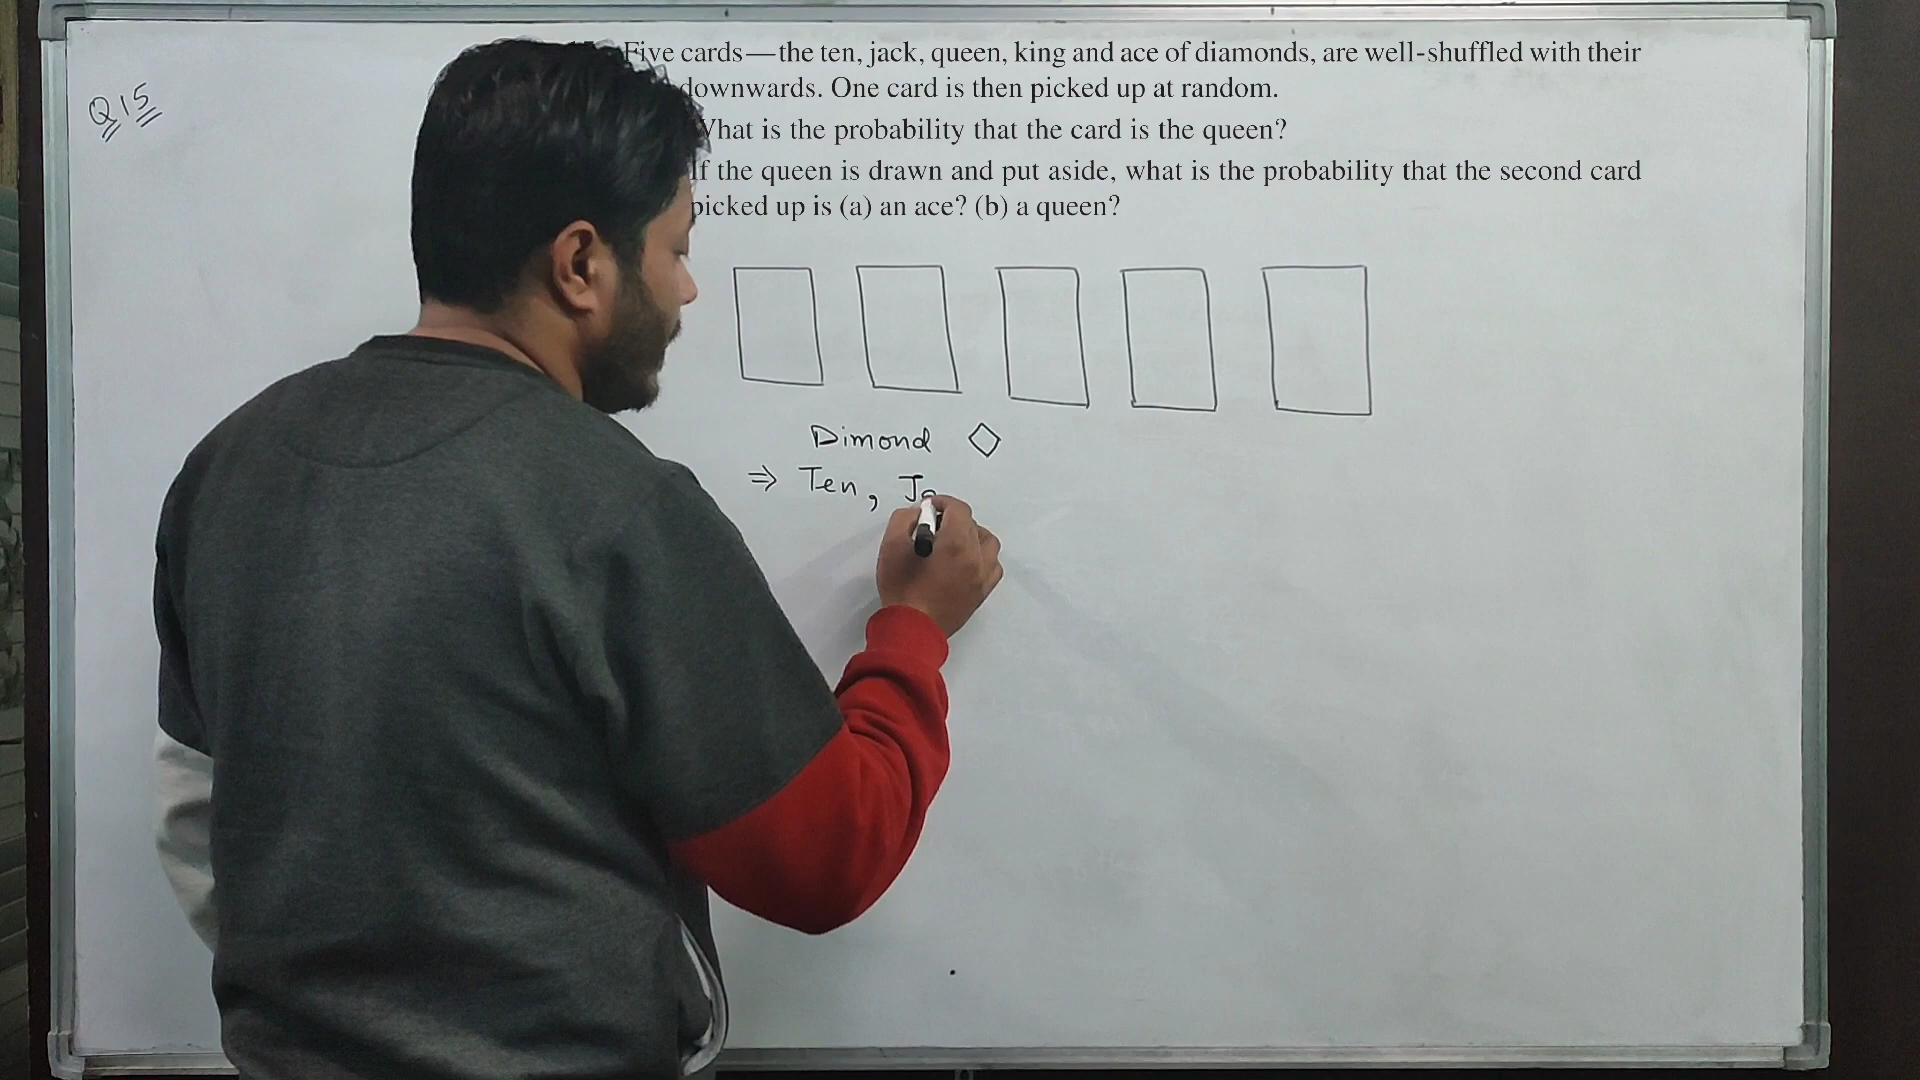 Five cards—the ten, jack, queen, king and ace of diamonds, are well-shuffled with their
downwards. One card is then picked up at random.
What is the probability that the card is the queen?
If the queen is drawn and put aside, what is the probability that the second card
picked up is (a) an ace? (b) a queen?
Q15
Dimond
⇒ Ten, Ja